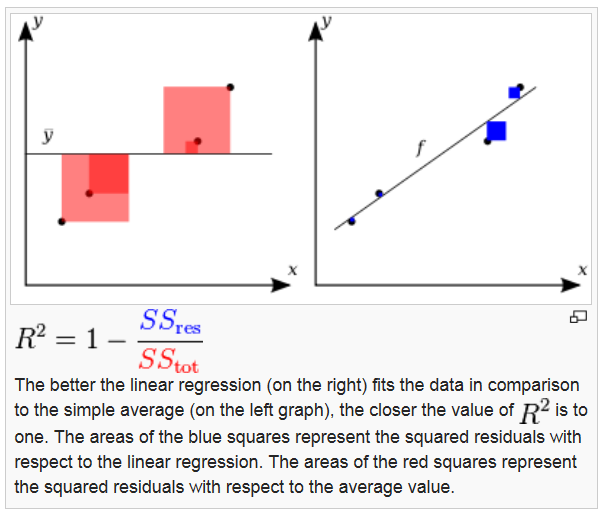 y y
ȳ
f
x x
R² = 1 − SSres / SStot
The better the linear regression (on the right) fits the data in comparison
to the simple average (on the left graph), the closer the value of R² is to
one. The areas of the blue squares represent the squared residuals with
respect to the linear regression. The areas of the red squares represent
the squared residuals with respect to the average value.